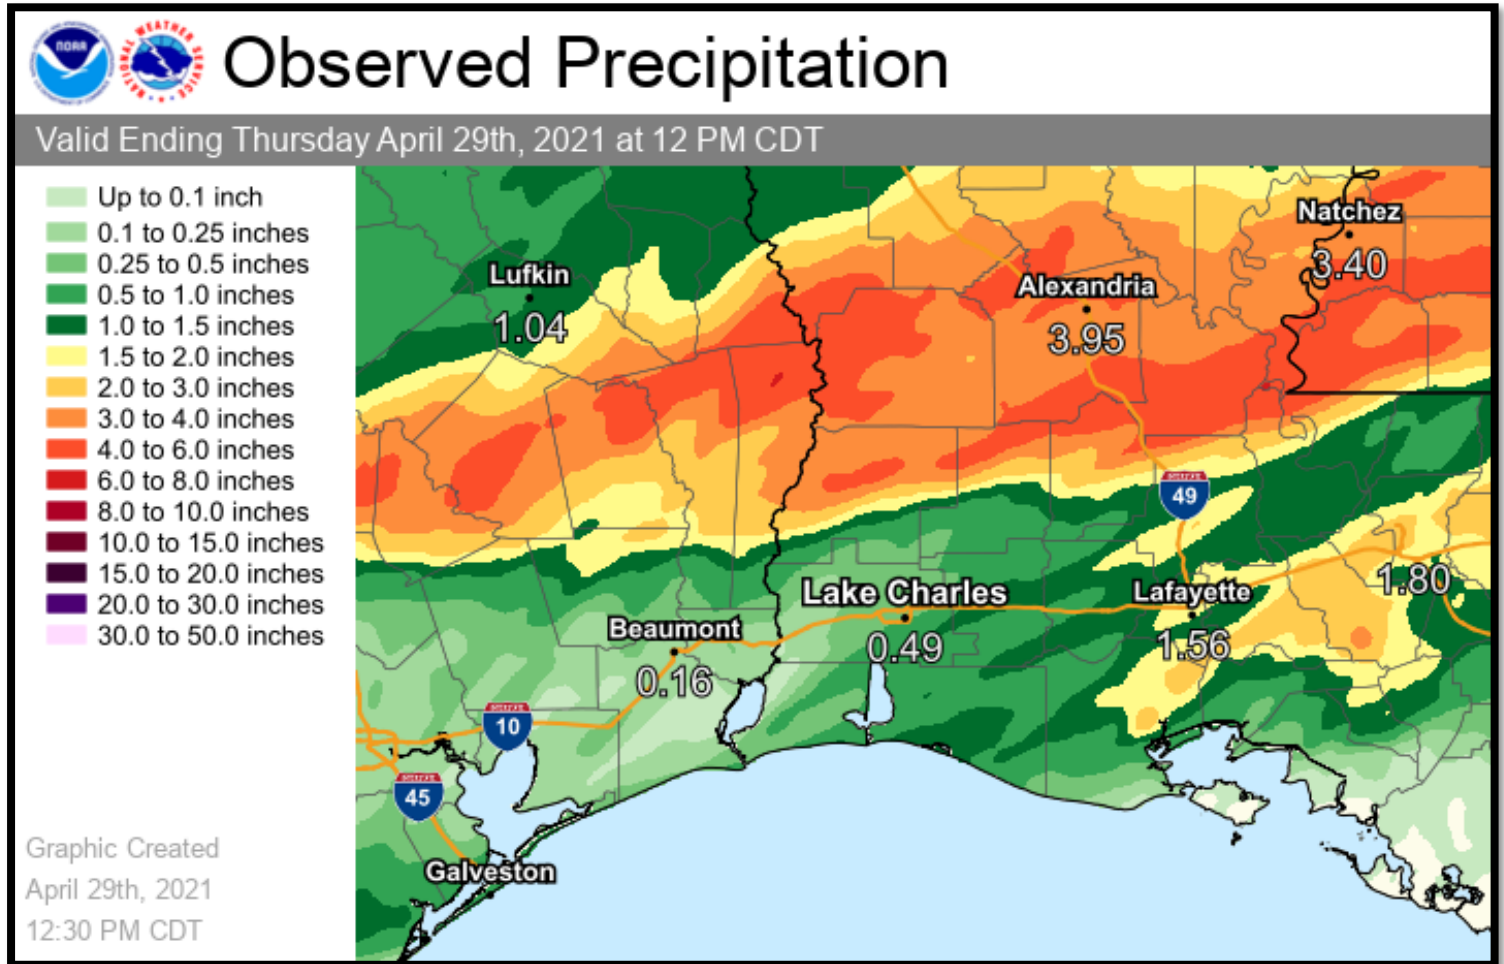 NOAA
NATIONAL WEATHER SERVICE
Observed Precipitation
Valid Ending Thursday April 29th, 2021 at 12 PM CDT
Up to 0.1 inch
0.1 to 0.25 inches
0.25 to 0.5 inches
0.5 to 1.0 inches
1.0 to 1.5 inches
1.5 to 2.0 inches
2.0 to 3.0 inches
3.0 to 4.0 inches
4.0 to 6.0 inches
6.0 to 8.0 inches
8.0 to 10.0 inches
10.0 to 15.0 inches
15.0 to 20.0 inches
20.0 to 30.0 inches
30.0 to 50.0 inches
Natchez
3.40
Lufkin
1.04
Alexandria
3.95
49
1.80
Lake Charles
0.49
Lafayette
1.56
Beaumont
0.16
10
45
Galveston
Graphic Created
April 29th, 2021
12:30 PM CDT